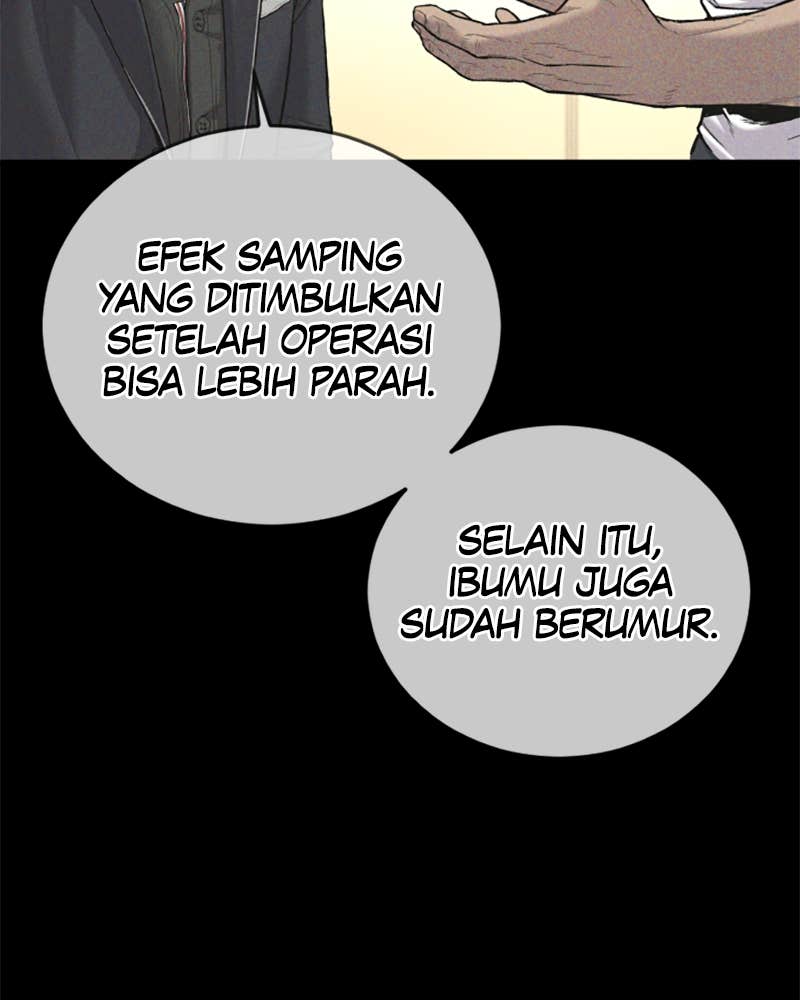 EFEK SAMPING
YANG DITIMBULKAN
SETELAH OPERASI
BISA LEBIH PARAH.
SELAIN ITU,
IBUMU JUGA
SUDAH BERUMUR.